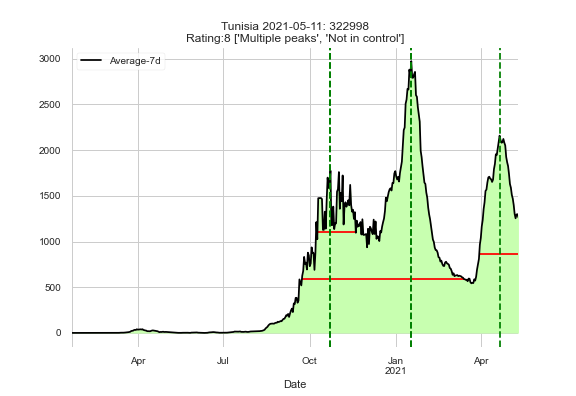 Tunisia 2021-05-11: 322998
Rating:8 ['Multiple peaks', 'Not in control']
Average-7d
3000
2500
2000
1500
1000
500
0
Apr
Jul
Oct
Jan
2021
Apr
Date